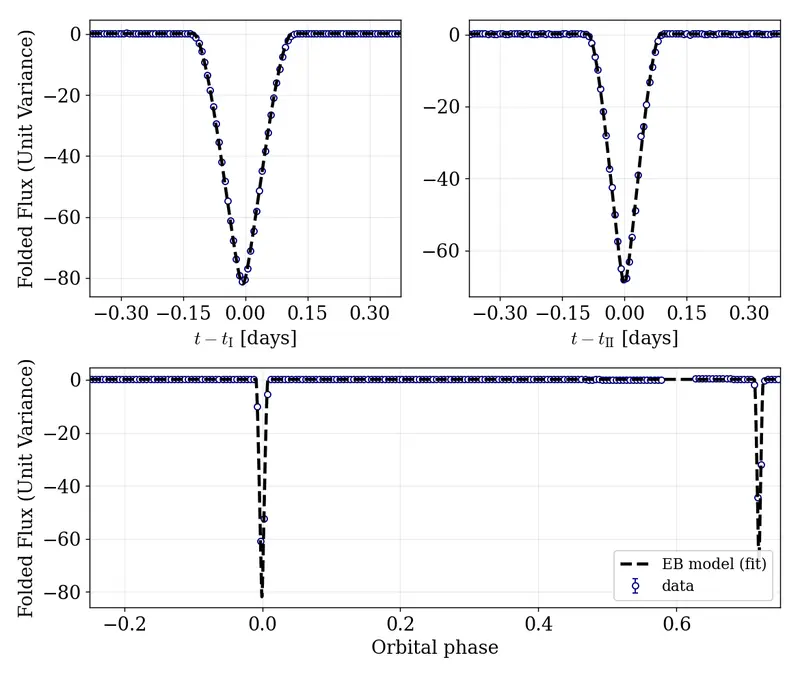 Folded Flux (Unit Variance)
0
−20
−40
−60
−80
−0.30 −0.15 0.00 0.15 0.30
t − tI [days]
0
−20
−40
−60
−0.30 −0.15 0.00 0.15 0.30
t − tII [days]
Folded Flux (Unit Variance)
0
−20
−40
−60
−80
−0.2 0.0 0.2 0.4 0.6
Orbital phase
EB model (fit)
data